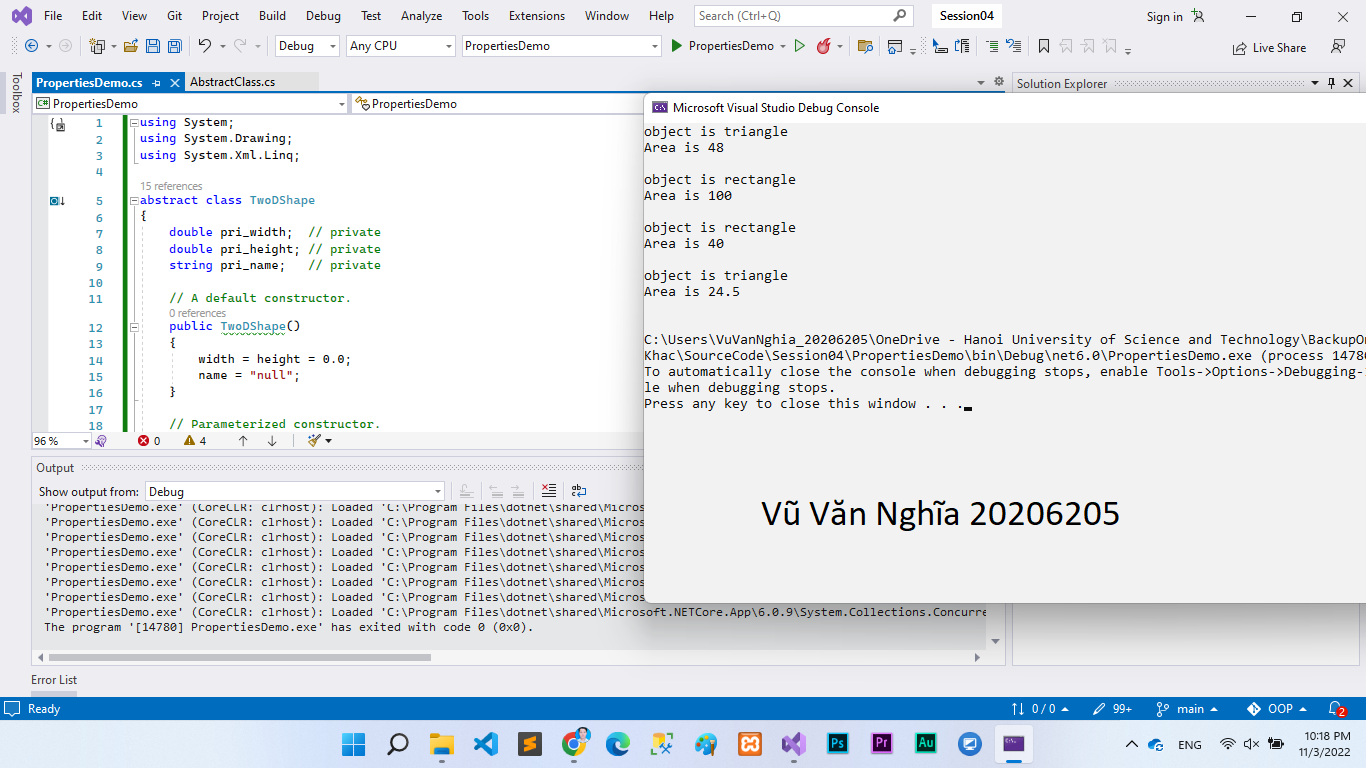 File Edit View Git Project Build Debug Test Analyze Tools Extensions Window Help Search (Ctrl+Q) Session04 Sign in
Debug Any CPU PropertiesDemo PropertiesDemo Live Share
Toolbox
PropertiesDemo.cs AbstractClass.cs
Solution Explorer
PropertiesDemo PropertiesDemo
1 using System;
2 using System.Drawing;
3 using System.Xml.Linq;
4
15 references
5 abstract class TwoDShape
6 {
7 double pri_width; // private
8 double pri_height; // private
9 string pri_name; // private
10
11 // A default constructor.
0 references
12 public TwoDShape()
13 {
14 width = height = 0.0;
15 name = "null";
16 }
17
18 // Parameterized constructor.
96 % 0 4
Microsoft Visual Studio Debug Console
object is triangle
Area is 48
object is rectangle
Area is 100
object is rectangle
Area is 40
object is triangle
Area is 24.5
C:\Users\VuVanNghia_20206205\OneDrive - Hanoi University of Science and Technology\BackupOn
Khac\SourceCode\Session04\PropertiesDemo\bin\Debug\net6.0\PropertiesDemo.exe (process 14780
To automatically close the console when debugging stops, enable Tools->Options->Debugging-
le when debugging stops.
Press any key to close this window . . .
Vũ Văn Nghĩa 20206205
Output
Show output from: Debug
'PropertiesDemo.exe' (CoreCLR: clrhost): Loaded 'C:\Program Files\dotnet\shared\Micros
'PropertiesDemo.exe' (CoreCLR: clrhost): Loaded 'C:\Program Files\dotnet\shared\Micros
'PropertiesDemo.exe' (CoreCLR: clrhost): Loaded 'C:\Program Files\dotnet\shared\Micros
'PropertiesDemo.exe' (CoreCLR: clrhost): Loaded 'C:\Program Files\dotnet\shared\Micros
'PropertiesDemo.exe' (CoreCLR: clrhost): Loaded 'C:\Program Files\dotnet\shared\Micros
'PropertiesDemo.exe' (CoreCLR: clrhost): Loaded 'C:\Program Files\dotnet\shared\Micros
'PropertiesDemo.exe' (CoreCLR: clrhost): Loaded 'C:\Program Files\dotnet\shared\Micros
'PropertiesDemo.exe' (CoreCLR: clrhost): Loaded 'C:\Program Files\dotnet\shared\Microsoft.NETCore.App\6.0.9\System.Collections.Concurre
The program '[14780] PropertiesDemo.exe' has exited with code 0 (0x0).
Error List
Ready 0 / 0 99+ main OOP 2
Ps Pr Au ENG 10:18 PM
11/3/2022